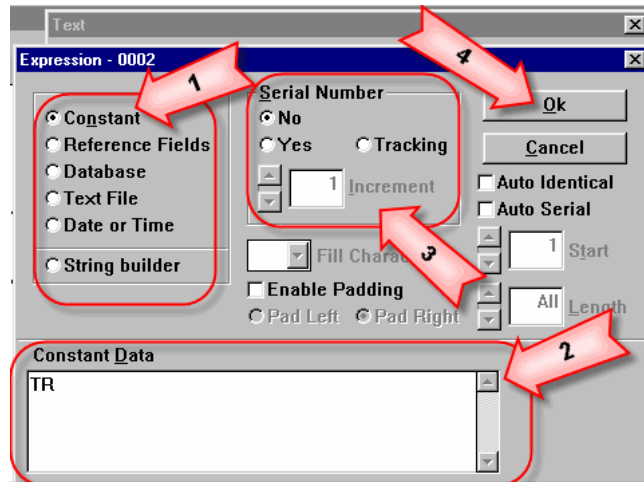 Text
Expression - 0002
1
Constant
Reference Fields
Database
Text File
Date or Time
String builder
Serial Number
No
Yes
Tracking
1 Increment
3
Fill
Enable Padding
Pad Left
Pad Right
4
Ok
Cancel
Auto Identical
Auto Serial
1 Start
All Length
2
Constant Data
TR